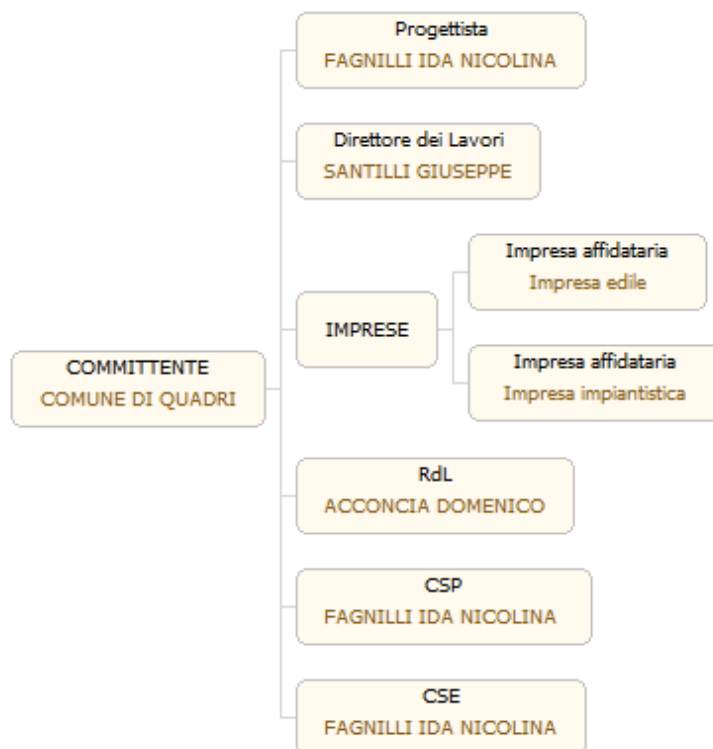 Progettista
FAGNILLI IDA NICOLINA
Direttore dei Lavori
SANTILLI GIUSEPPE
Impresa affidataria
Impresa edile
IMPRESE
Impresa affidataria
Impresa impiantistica
COMMITTENTE
COMUNE DI QUADRI
RdL
ACCONCIA DOMENICO
CSP
FAGNILLI IDA NICOLINA
CSE
FAGNILLI IDA NICOLINA